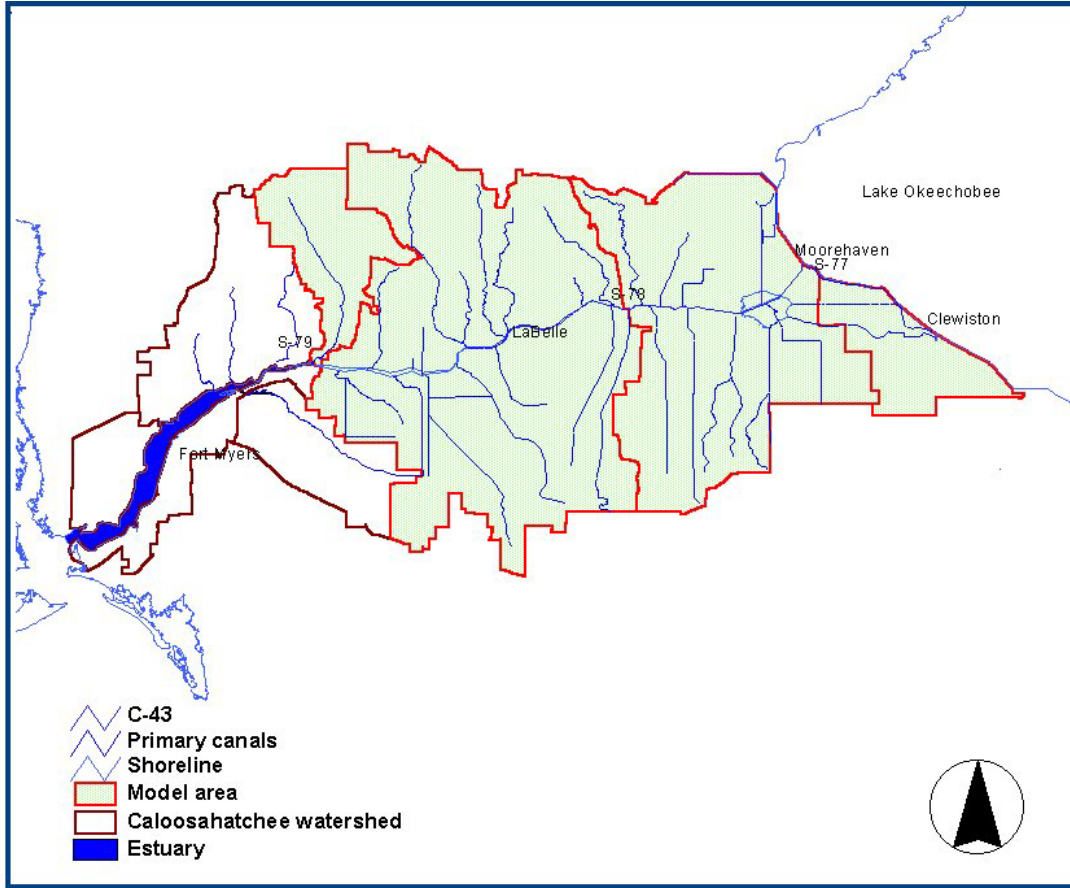 Lake Okeechobee
Moorehaven
S-77
S-78
Clewiston
LaBelle
S-79
Fort Myers
C-43
Primary canals
Shoreline
Model area
Caloosahatchee watershed
Estuary